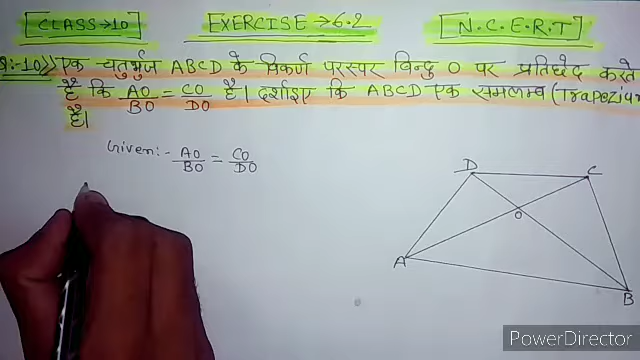 CLASS→10 EXERCISE→6.2 N.C.E.R.T
Q:-10》 एक चतुर्भुज ABCD के विकर्ण परस्पर बिन्दु O पर प्रतिछेद करते
है कि AO/BO = CO/DO है। दर्शाइए कि ABCD एक समलम्ब (Trapezium
है।
Given:- AO/BO = CO/DO
D C
O
A
B
PowerDirector